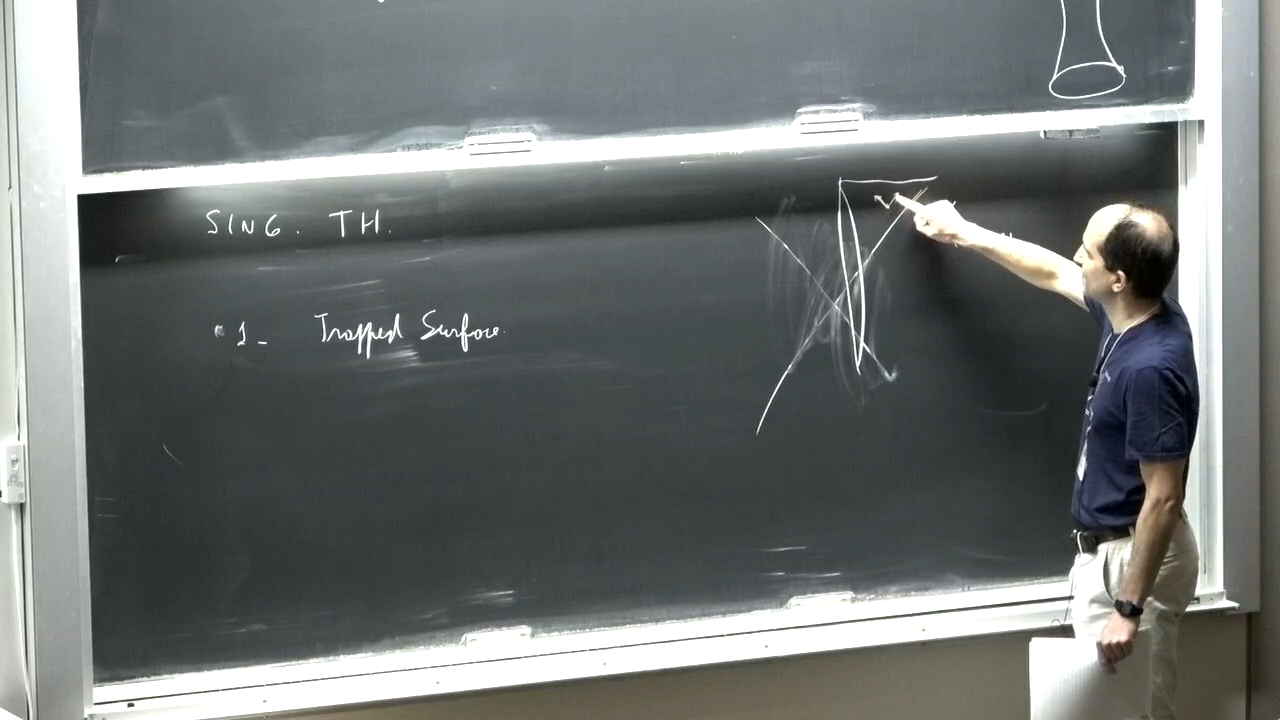 SING. TH.
1_ Trapped Surface.